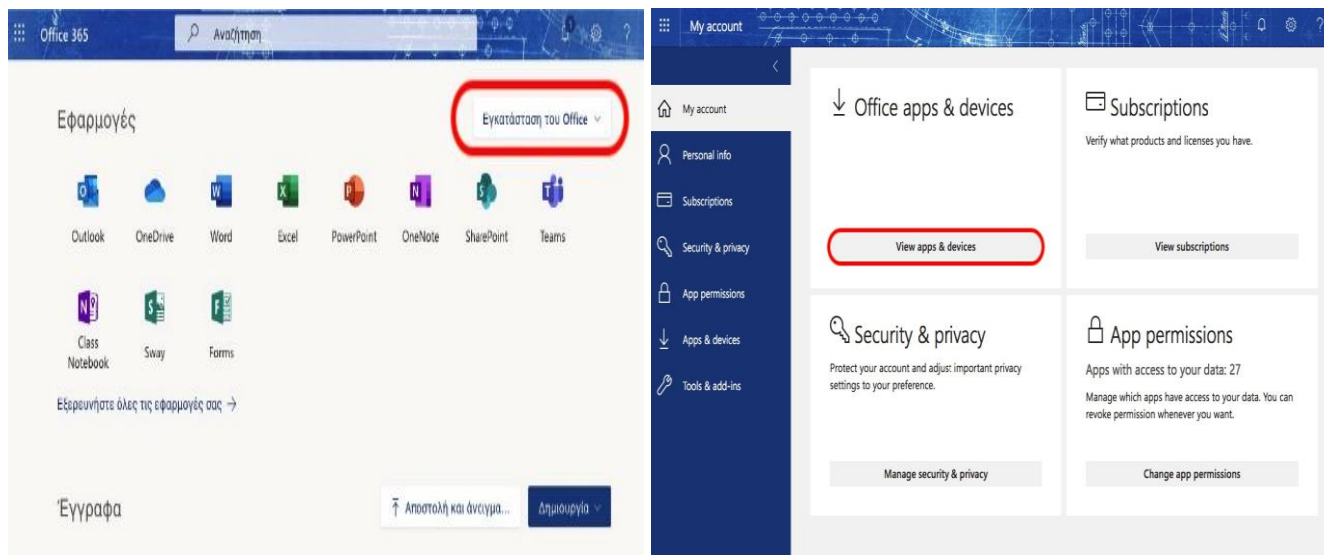 Office 365
Αναζήτηση
Εφαρμογές
Εγκατάσταση του Office
Outlook
OneDrive
Word
Excel
PowerPoint
OneNote
SharePoint
Teams
Class
Notebook
Sway
Forms
Εξερευνήστε όλες τις εφαρμογές σας →
Έγγραφα
Αποστολή και άνοιγμα...
Δημιουργία
My account
My account
Personal info
Subscriptions
Security & privacy
App permissions
Apps & devices
Tools & add-ins
Office apps & devices
View apps & devices
Subscriptions
Verify what products and licenses you have.
View subscriptions
Security & privacy
Protect your account and adjust important privacy
settings to your preference.
Manage security & privacy
App permissions
Apps with access to your data: 27
Manage which apps have access to your data. You can
revoke permission whenever you want.
Change app permissions